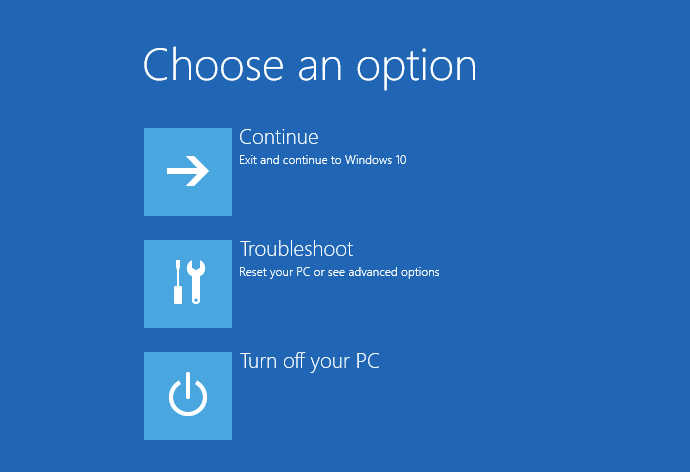 Choose an option
Continue
Exit and continue to Windows 10
Troubleshoot
Reset your PC or see advanced options
Turn off your PC